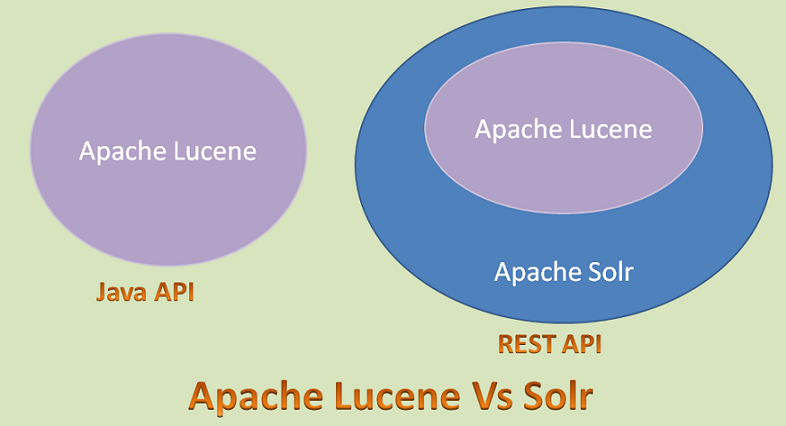 Apache Lucene
Java API
Apache Lucene
Apache Solr
REST API
Apache Lucene Vs Solr